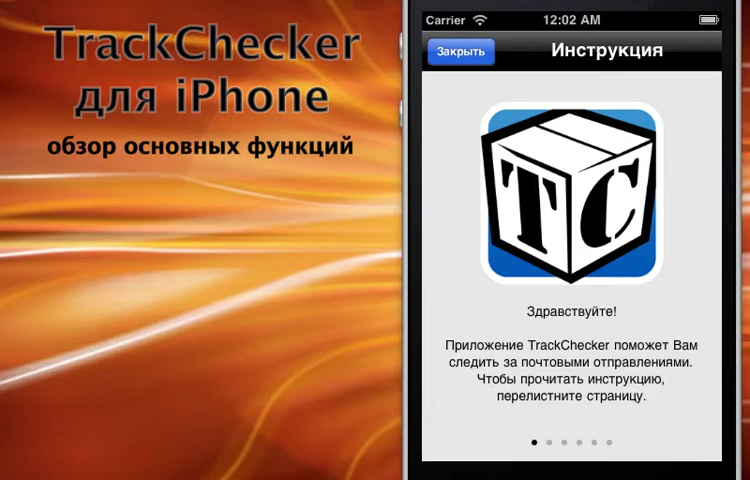 TrackChecker
для iPhone
обзор основных функций
Carrier 12:02 AM
Закрыть Инструкция
TC
Здравствуйте!
Приложение TrackChecker поможет Вам
следить за почтовыми отправлениями.
Чтобы прочитать инструкцию,
перелистните страницу.